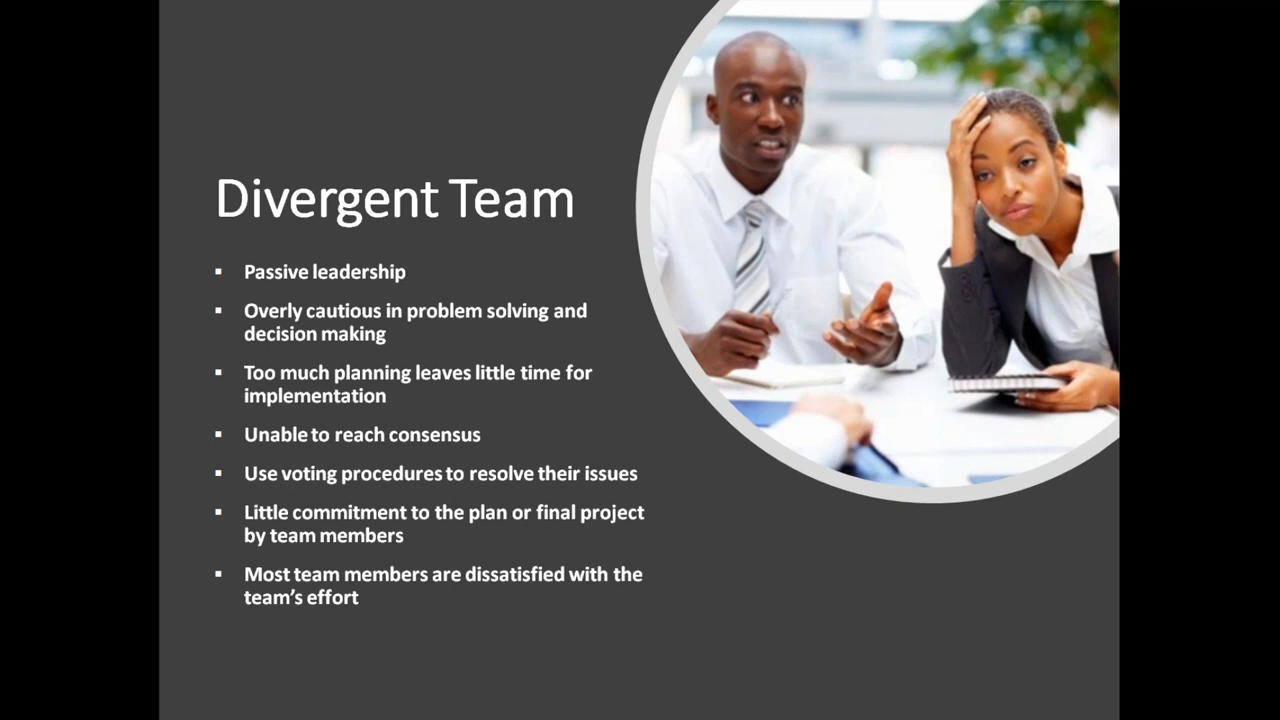 Divergent Team
▪ Passive leadership
▪ Overly cautious in problem solving and
decision making
▪ Too much planning leaves little time for
implementation
▪ Unable to reach consensus
▪ Use voting procedures to resolve their issues
▪ Little commitment to the plan or final project
by team members
▪ Most team members are dissatisfied with the
team’s effort